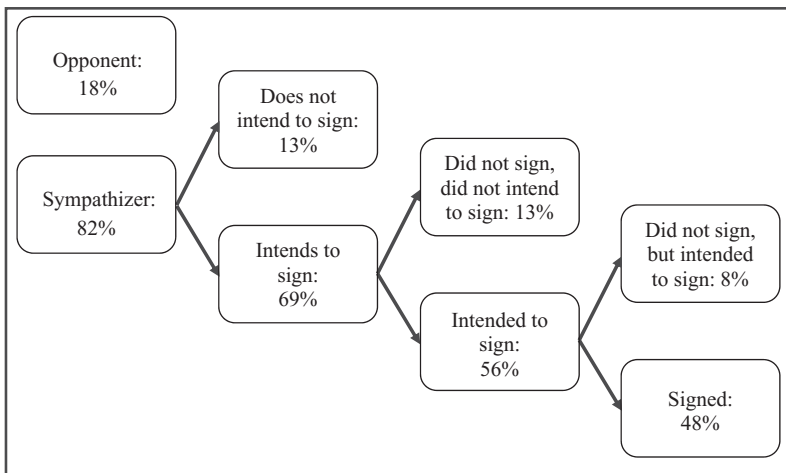 Opponent:
18%
Does not
intend to sign:
13%
Sympathizer:
82%
Did not sign,
did not intend
to sign: 13%
Intends to
sign:
69%
Did not sign,
but intended
to sign: 8%
Intended to
sign:
56%
Signed:
48%